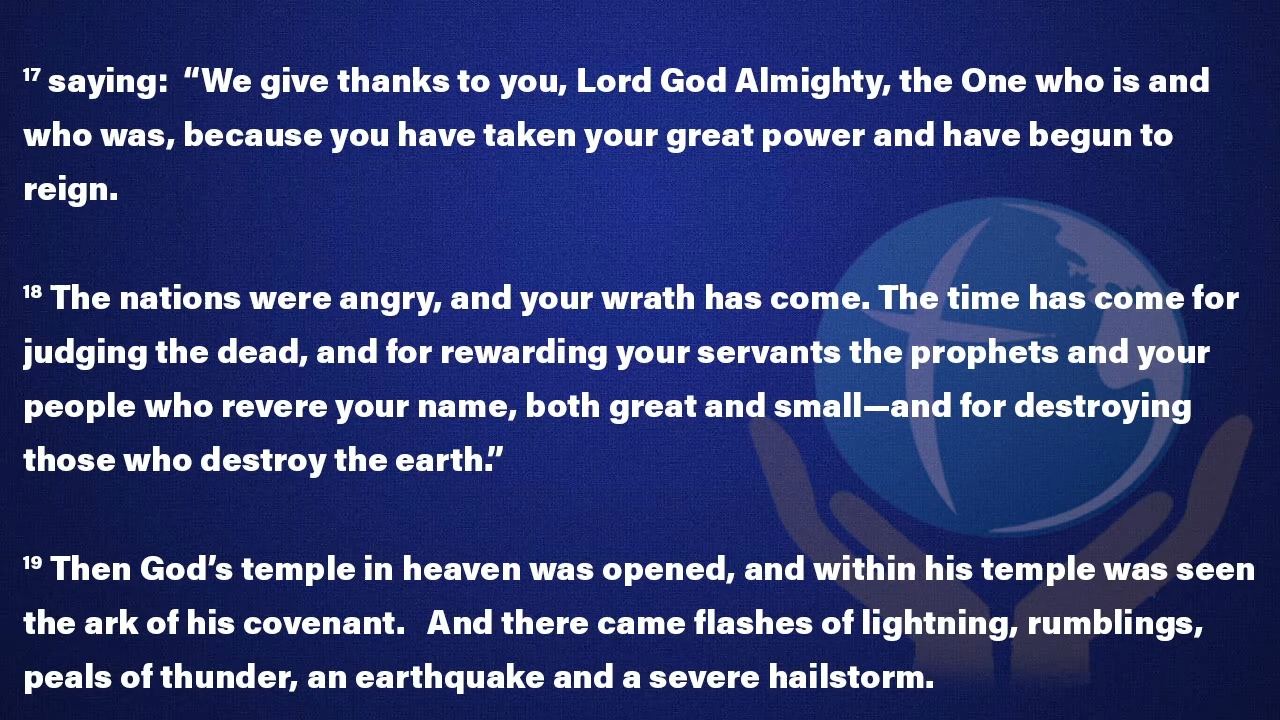 17 saying:  “We give thanks to you, Lord God Almighty, the One who is and
who was, because you have taken your great power and have begun to
reign.
18 The nations were angry, and your wrath has come. The time has come for
judging the dead, and for rewarding your servants the prophets and your
people who revere your name, both great and small—and for destroying
those who destroy the earth.”
19 Then God’s temple in heaven was opened, and within his temple was seen
the ark of his covenant.   And there came flashes of lightning, rumblings,
peals of thunder, an earthquake and a severe hailstorm.